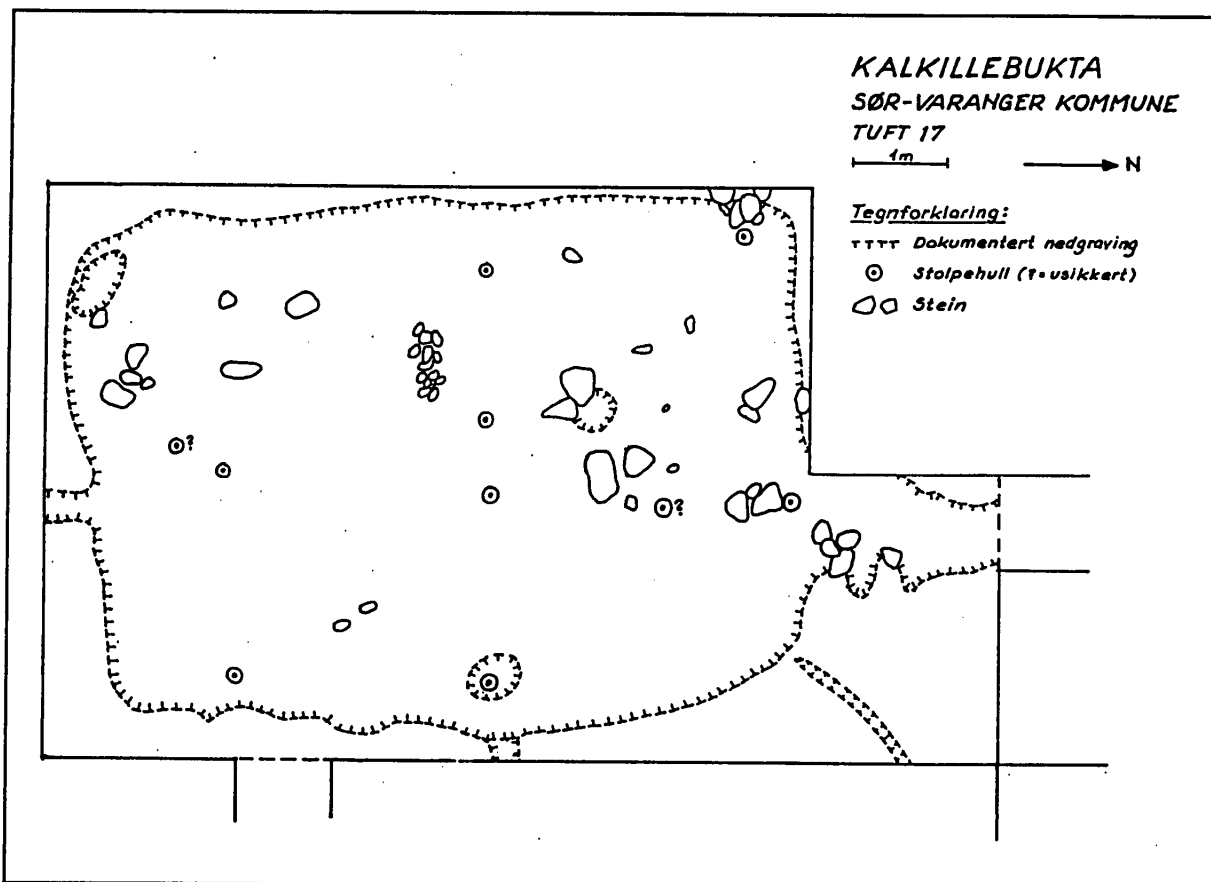 KALKILLEBUKTA
SØR-VARANGER KOMMUNE
TUFT 17
1m
N
Tegnforklaring:
Dokumentert nedgraving
Stolpehull (?=usikkert)
Stein
?
?